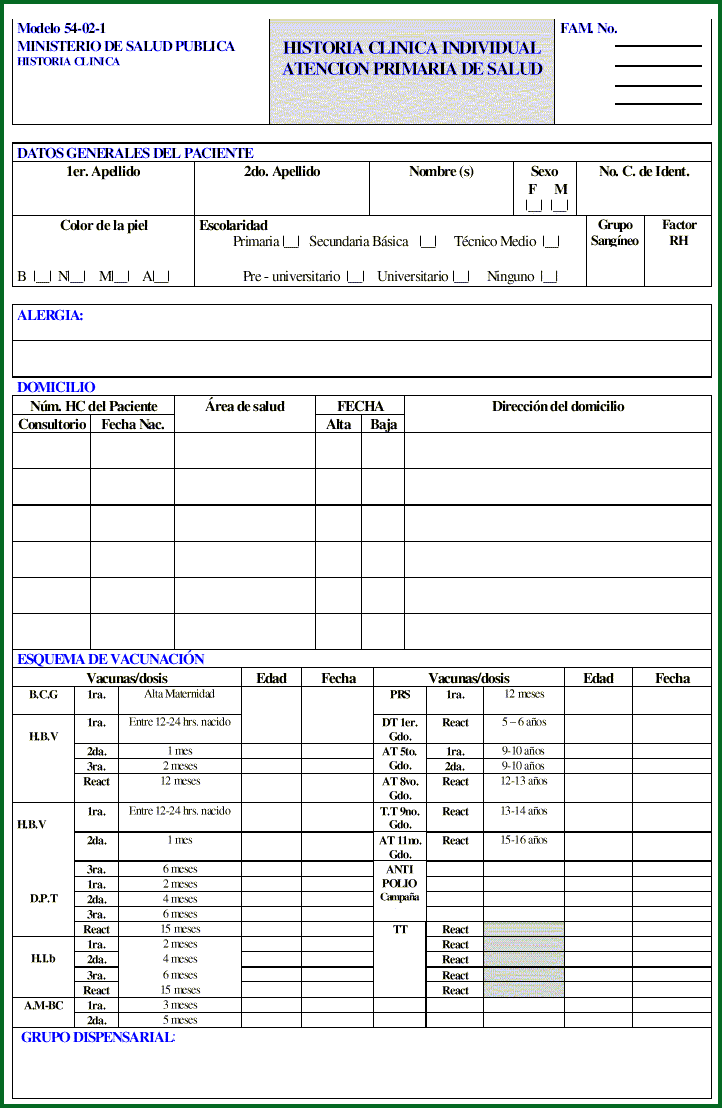 Modelo 54-02-1
MINISTERIO DE SALUD PUBLICA
HISTORIA CLINICA
HISTORIA CLINICA INDIVIDUAL
ATENCION PRIMARIA DE SALUD
FAM. No.
DATOS GENERALES DEL PACIENTE
1er. Apellido 2do. Apellido Nombre (s) Sexo No. C. de Ident.
F M
Color de la piel Escolaridad Grupo Factor
Primaria Secundaria Básica Técnico Medio Sangíneo RH
B N M A Pre - universitario Universitario Ninguno
ALERGIA:
DOMICILIO
Núm. HC del Paciente Área de salud FECHA Dirección del domicilio
Consultorio Fecha Nac. Alta Baja
ESQUEMA DE VACUNACIÓN
Vacunas/dosis Edad Fecha Vacunas/dosis Edad Fecha
B.C.G 1ra. Alta Maternidad PRS 1ra. 12 meses
1ra. Entre 12-24 hrs. nacido DT 1er. React 5 – 6 años
H.B.V Gdo.
2da. 1 mes AT 5to. 1ra. 9-10 años
3ra. 2 meses Gdo. 2da. 9-10 años
React 12 meses AT 8vo. React 12-13 años
Gdo.
1ra. Entre 12-24 hrs. nacido T.T 9no. React 13-14 años
H.B.V Gdo.
2da. 1 mes AT 11no. React 15-16 años
Gdo.
3ra. 6 meses ANTI
1ra. 2 meses POLIO
D.P.T 2da. 4 meses Campaña
3ra. 6 meses
React 15 meses TT React
1ra. 2 meses React
H.I.b 2da. 4 meses React
3ra. 6 meses React
React 15 meses React
A.M-BC 1ra. 3 meses
2da. 5 meses
GRUPO DISPENSARIAL: